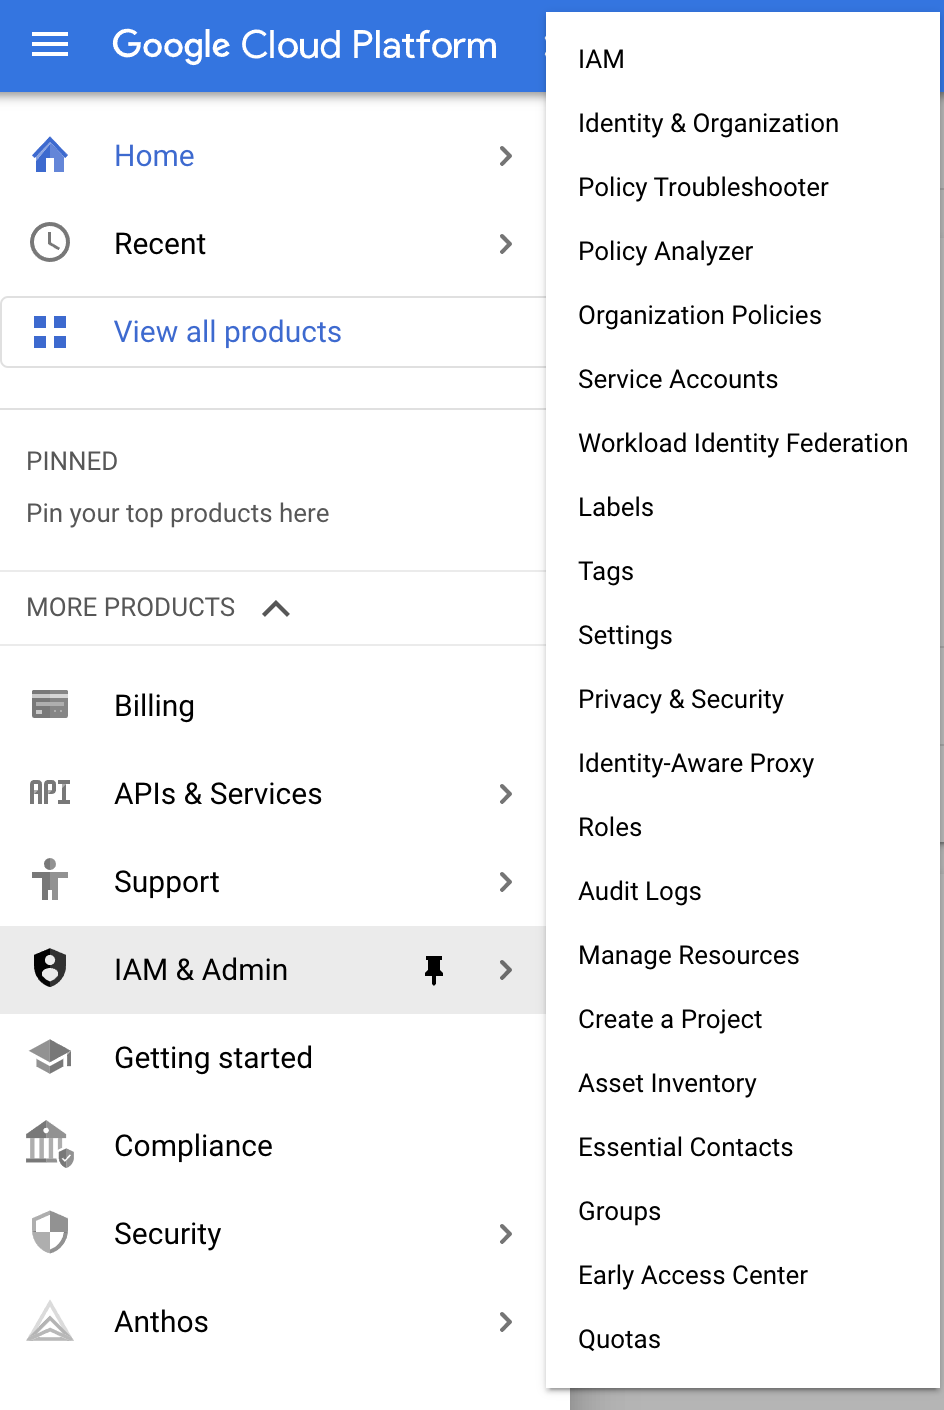 Google Cloud Platform
Home
Recent
View all products
PINNED
Pin your top products here
MORE PRODUCTS
Billing
API
APIs & Services
Support
IAM & Admin
Getting started
Compliance
Security
Anthos
IAM
Identity & Organization
Policy Troubleshooter
Policy Analyzer
Organization Policies
Service Accounts
Workload Identity Federation
Labels
Tags
Settings
Privacy & Security
Identity-Aware Proxy
Roles
Audit Logs
Manage Resources
Create a Project
Asset Inventory
Essential Contacts
Groups
Early Access Center
Quotas